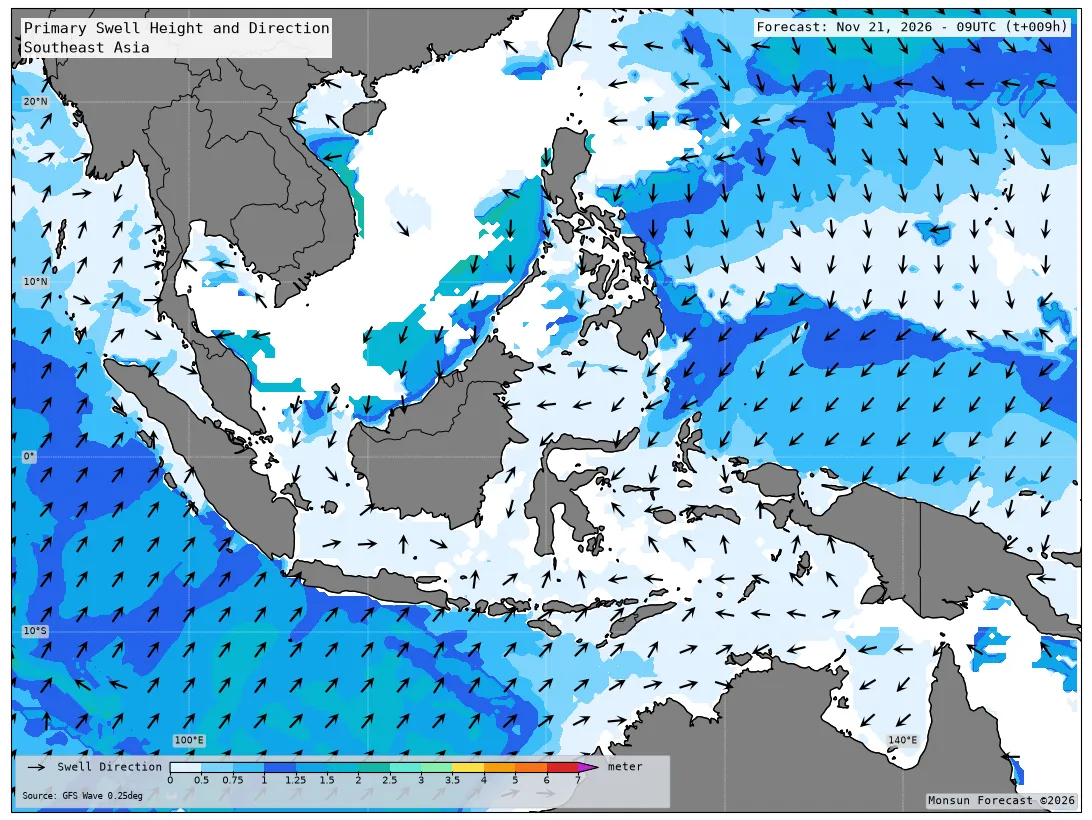 Primary Swell Height and Direction
Southeast Asia
Forecast: Nov 21, 2026 - 09UTC (t+009h)
20°N
10°N
0°
10°S
100°E
140°E
Swell Direction
0 0.5 0.75 1 1.25 1.5 2 2.5 3 3.5 4 5 6 7
meter
Source: GFS Wave 0.25deg
Monsun Forecast ©2026